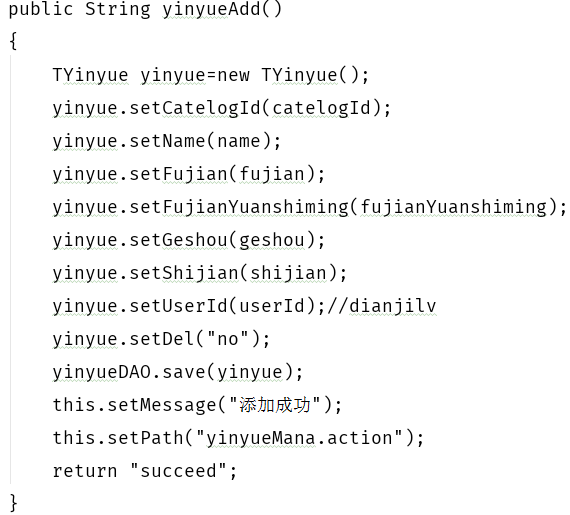 public String yinyueAdd()
{
TYinyue yinyue=new TYinyue();
yinyue.setCatelogId(catelogId);
yinyue.setName(name);
yinyue.setFujian(fujian);
yinyue.setFujianYuanshiming(fujianYuanshiming);
yinyue.setGeshou(geshou);
yinyue.setShijian(shijian);
yinyue.setUserId(userId);//dianjilv
yinyue.setDel("no");
yinyueDAO.save(yinyue);
this.setMessage("添加成功");
this.setPath("yinyueMana.action");
return "succeed";
}